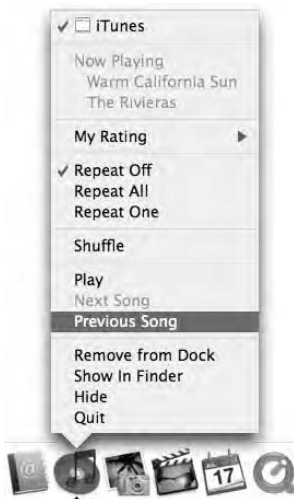 iTunes
Now Playing
Warm California Sun
The Rivieras
My Rating
Repeat Off
Repeat All
Repeat One
Shuffle
Play
Next Song
Previous Song
Remove from Dock
Show In Finder
Hide
Quit
@
17